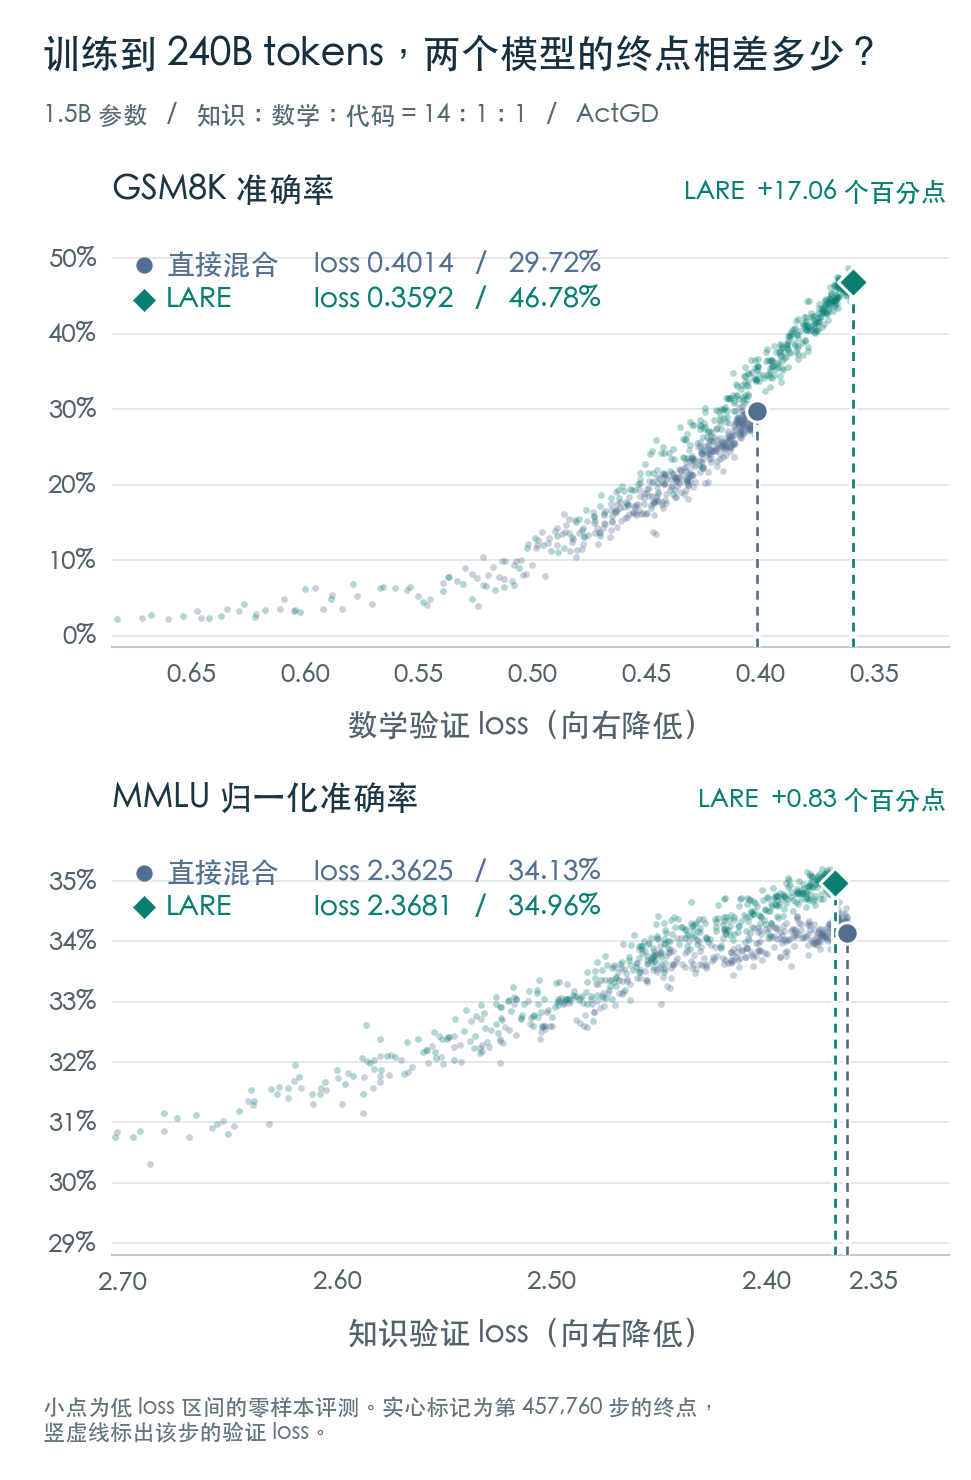 训练到 240B tokens，两个模型的终点相差多少？
1.5B 参数 / 知识：数学：代码 = 14：1：1 / ActGD
GSM8K 准确率
LARE +17.06 个百分点
直接混合 loss 0.4014 / 29.72%
LARE loss 0.3592 / 46.78%
50%
40%
30%
20%
10%
0%
0.65 0.60 0.55 0.50 0.45 0.40 0.35
数学验证 loss（向右降低）
MMLU 归一化准确率
LARE +0.83 个百分点
直接混合 loss 2.3625 / 34.13%
LARE loss 2.3681 / 34.96%
35%
34%
33%
32%
31%
30%
29%
2.70 2.60 2.50 2.40 2.35
知识验证 loss（向右降低）
小点为低 loss 区间的零样本评测。实心标记为第 457,760 步的终点，
竖虚线标出该步的验证 loss。